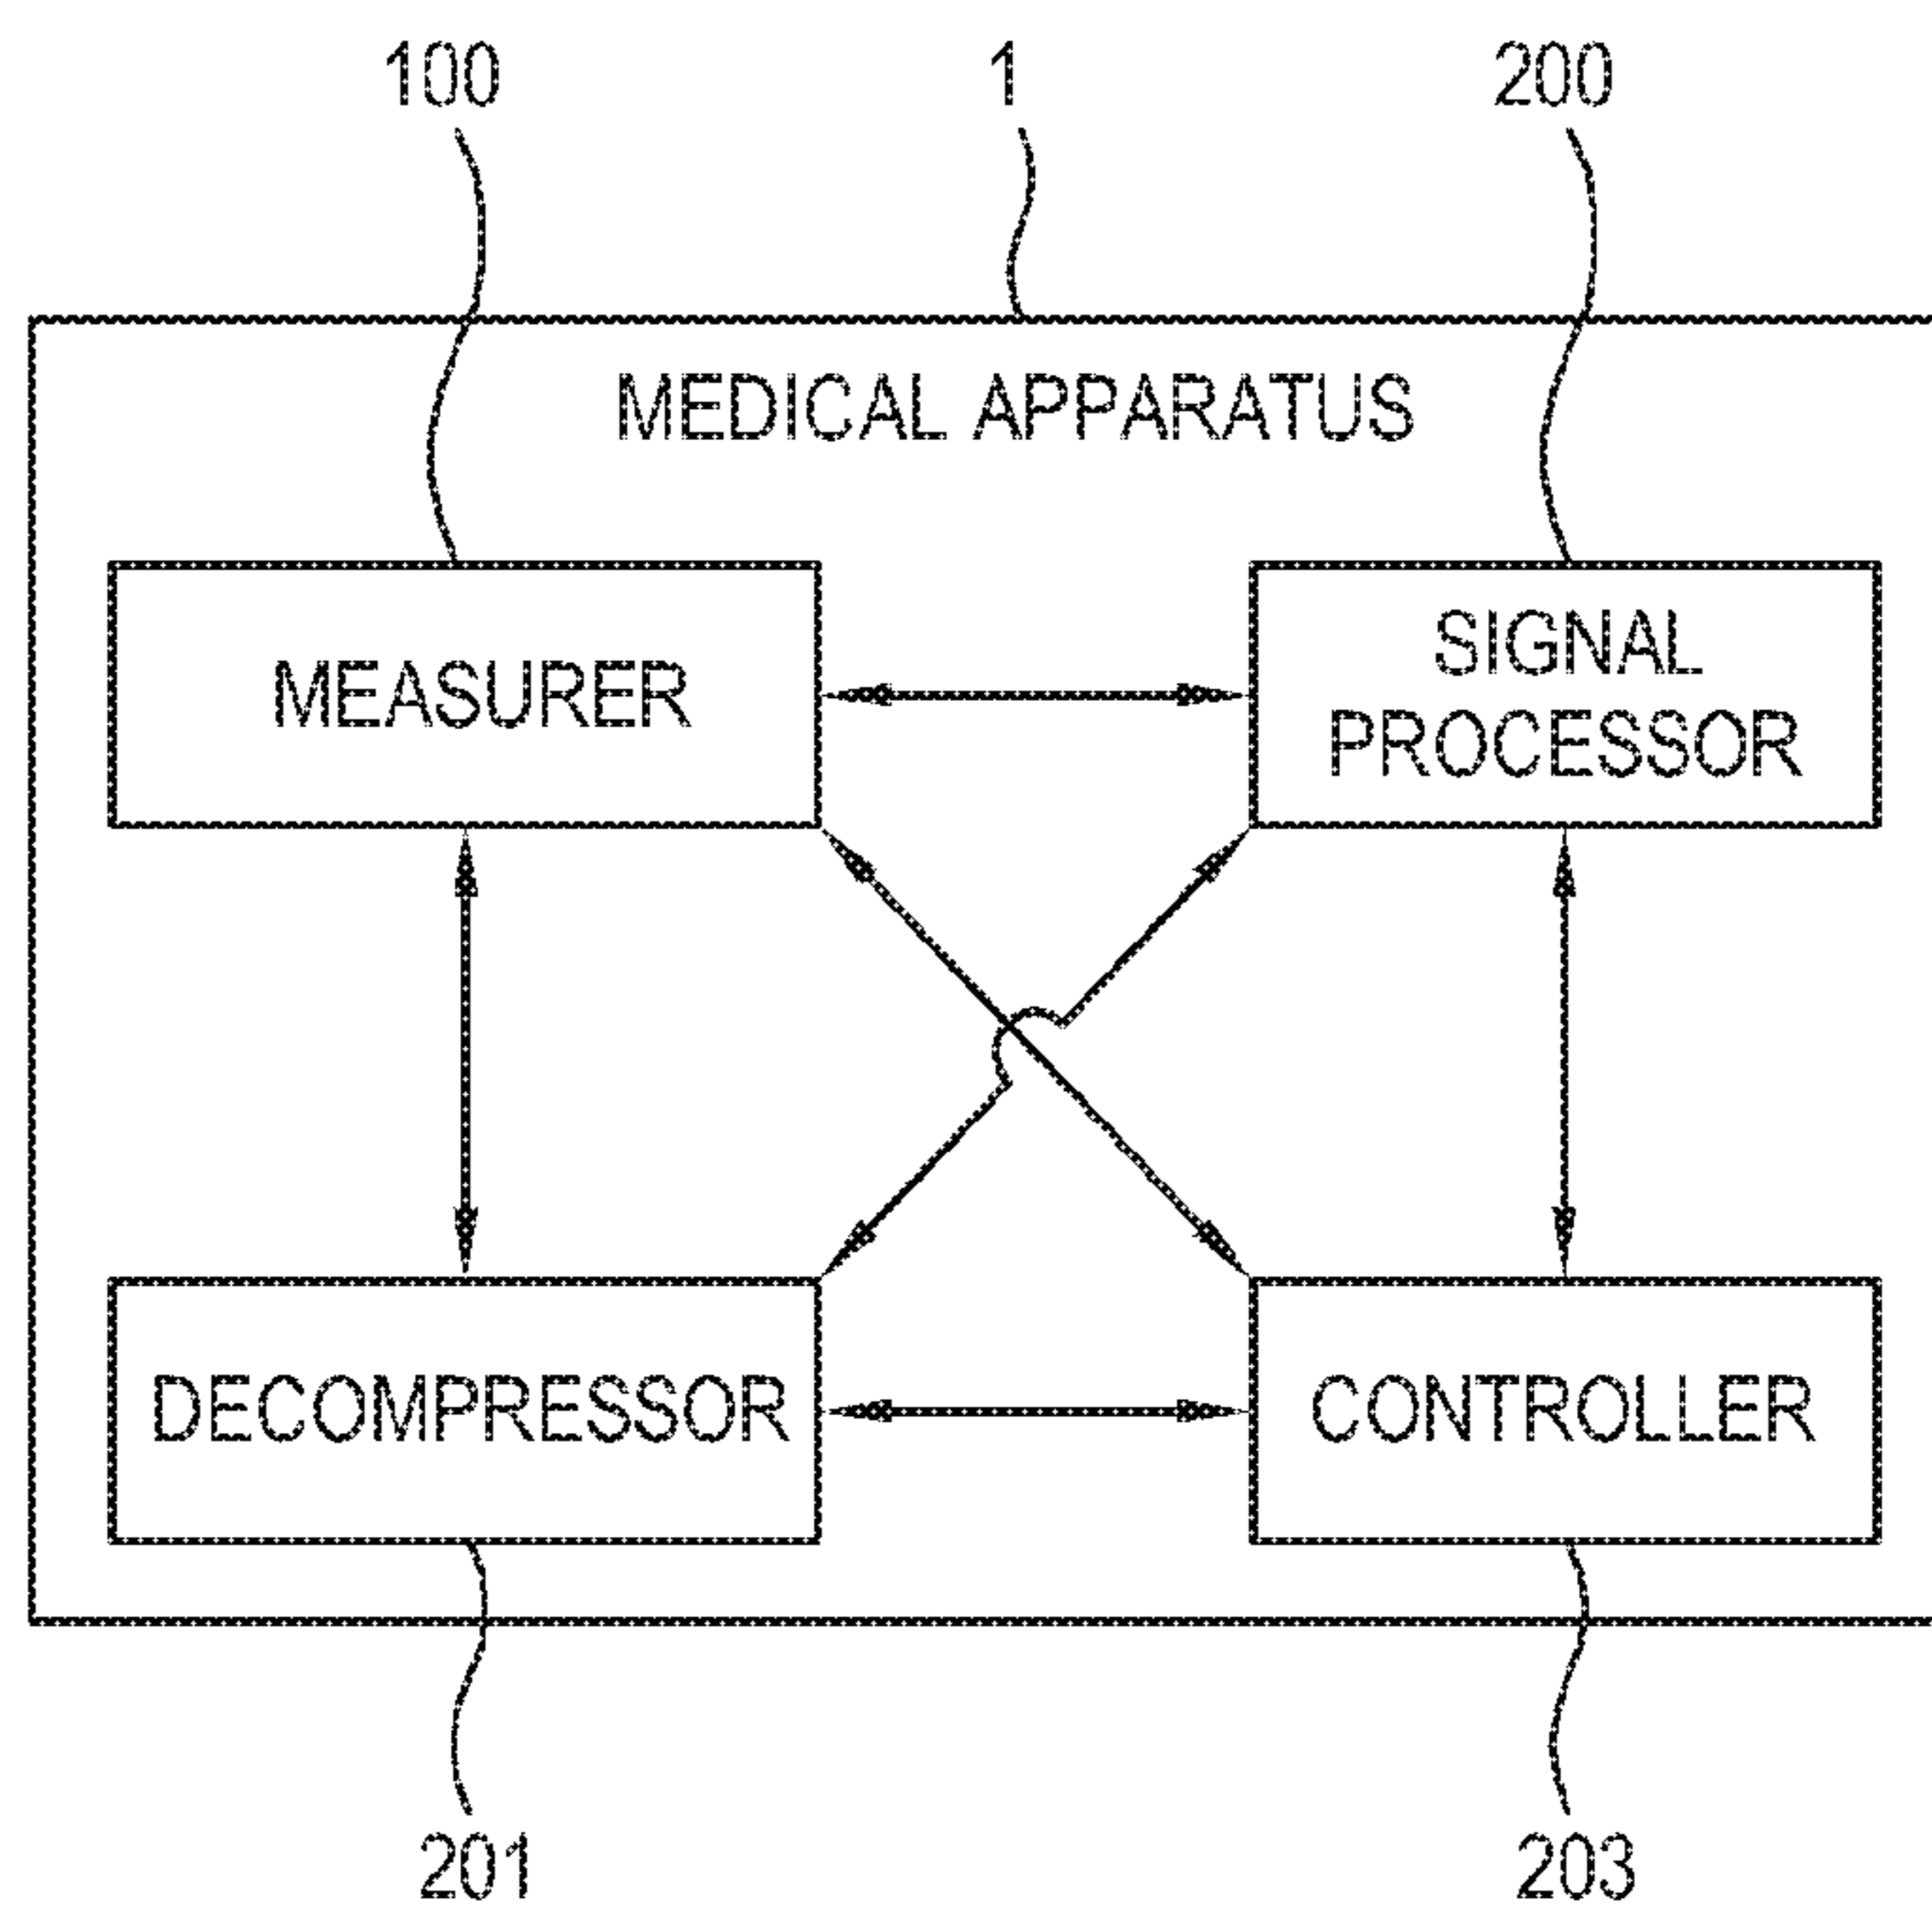 100
1
200
MEDICAL APPARATUS
MEASURER
SIGNAL
PROCESSOR
DECOMPRESSOR
CONTROLLER
201
203